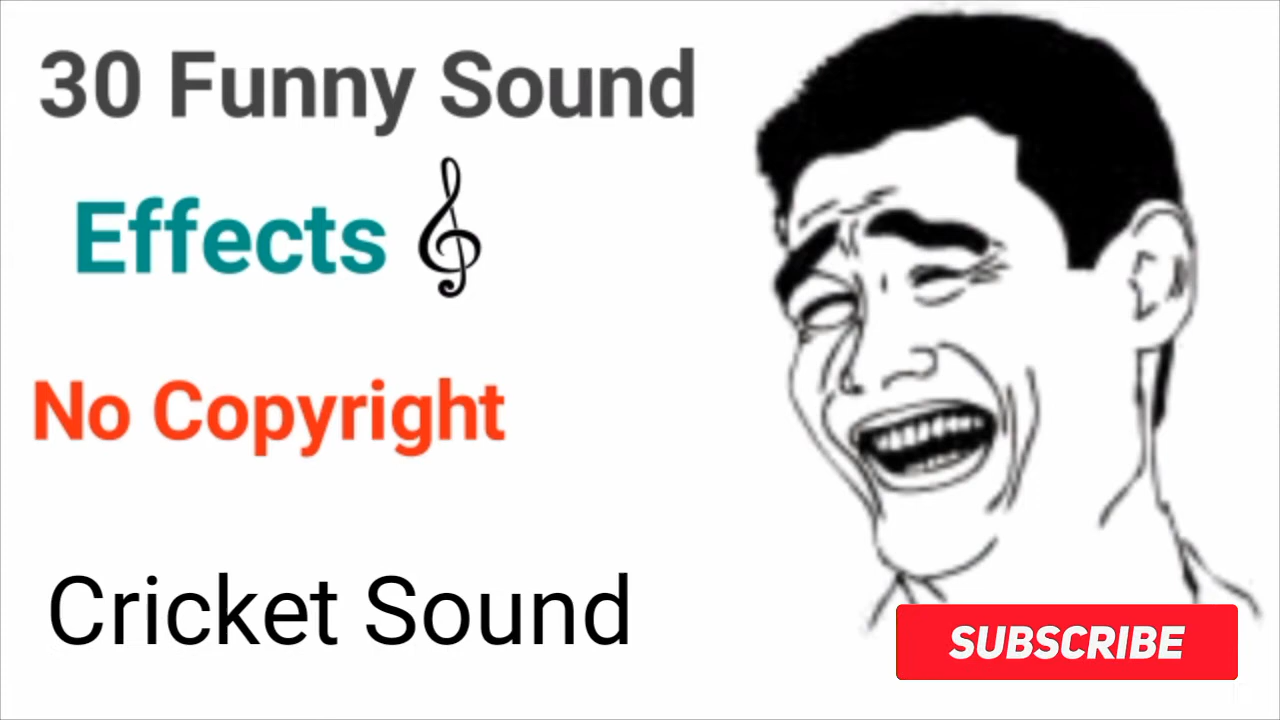 30 Funny Sound
Effects
No Copyright
Cricket Sound
SUBSCRIBE